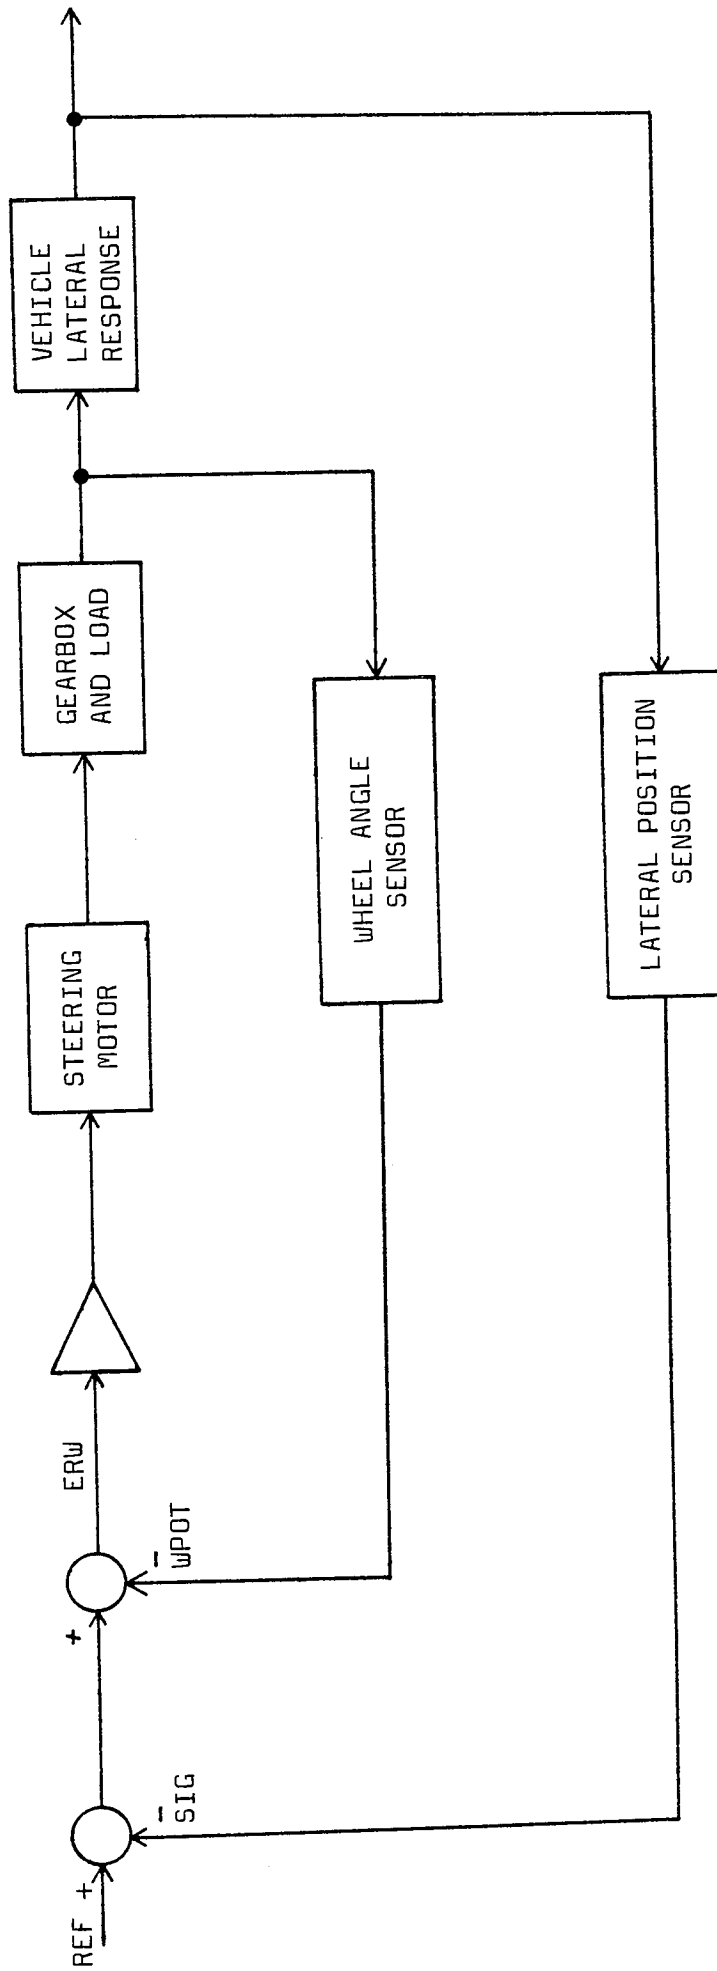 REF +
−
SIG
+
−
WPOT
ERW
STEERING
MOTOR
GEARBOX
AND LOAD
VEHICLE
LATERAL
RESPONSE
WHEEL ANGLE
SENSOR
LATERAL POSITION
SENSOR